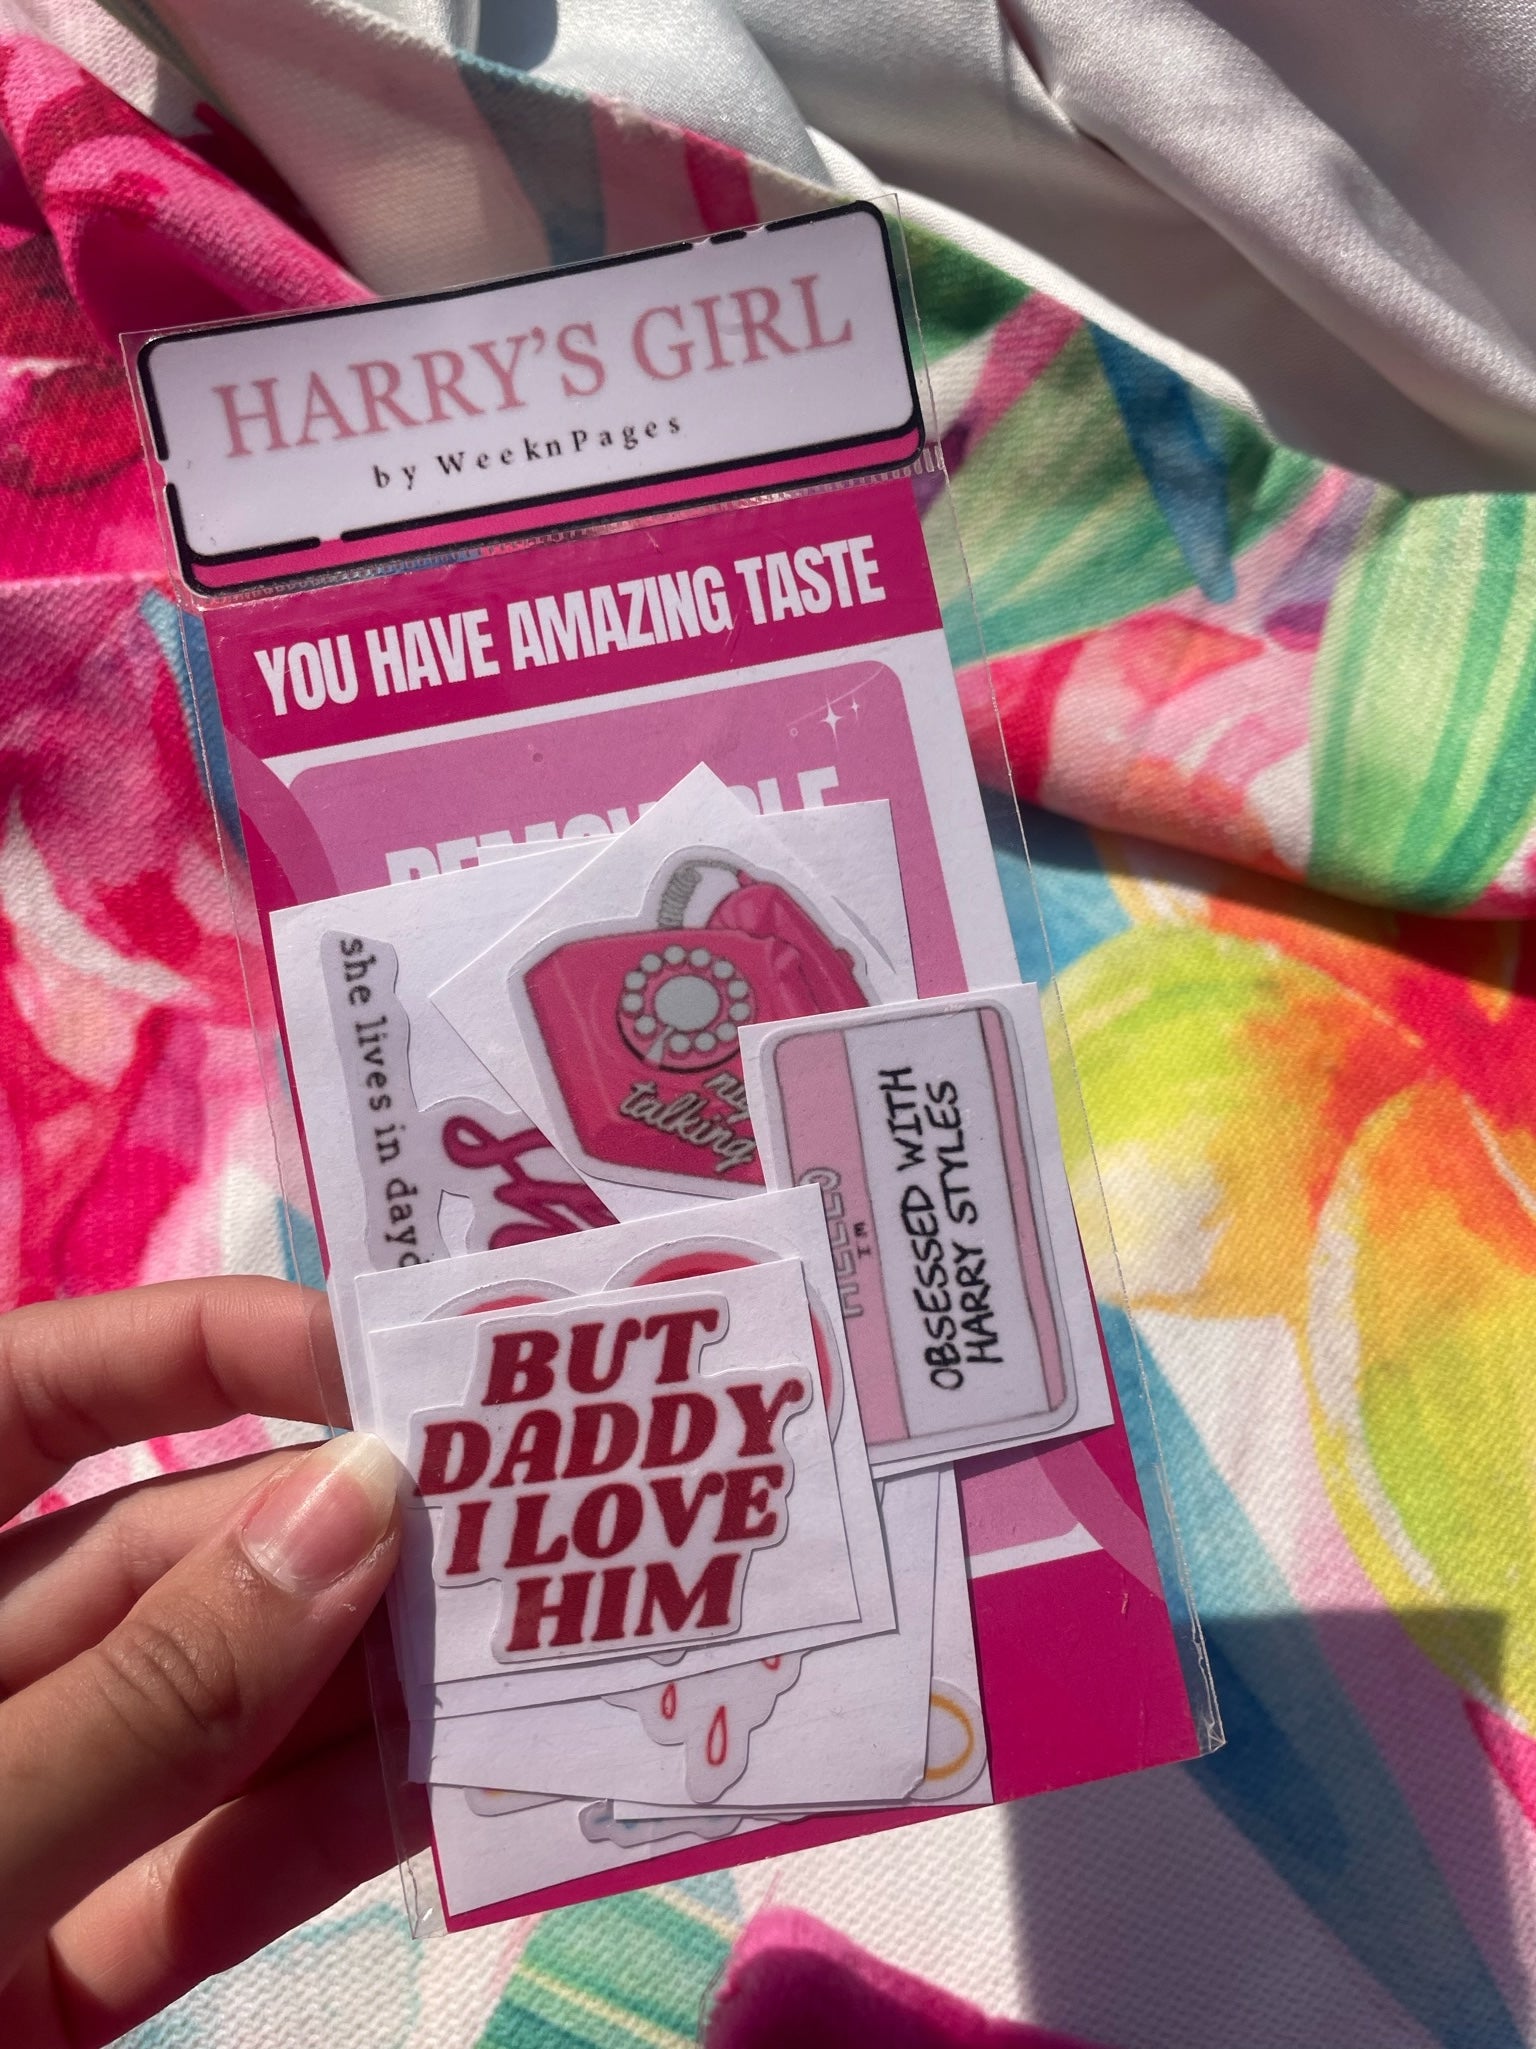 HARRY'S GIRL
by WeeknPages
YOU HAVE AMAZING TASTE
she lives in
talking
HELLO
I'M
OBSESSED WITH
HARRY STYLES
BUT
DADDY
I LOVE
HIM